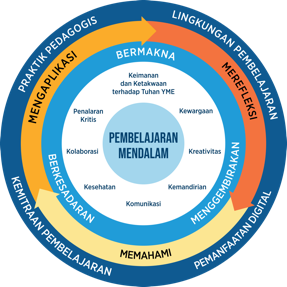 PRAKTIK PEDAGOGIS
LINGKUNGAN PEMBELAJARAN
MENGAPLIKASI
MEREFLEKSI
BERMAKNA
Keimanan
dan Ketakwaan
terhadap Tuhan YME
Penalaran
Kritis
Kewargaan
PEMBELAJARAN
MENDALAM
Kolaborasi
Kreativitas
Kesehatan
Kemandirian
Komunikasi
BERKESADARAN
MENGGEMBIRAKAN
MEMAHAMI
KEMITRAAN PEMBELAJARAN
PEMANFAATAN DIGITAL